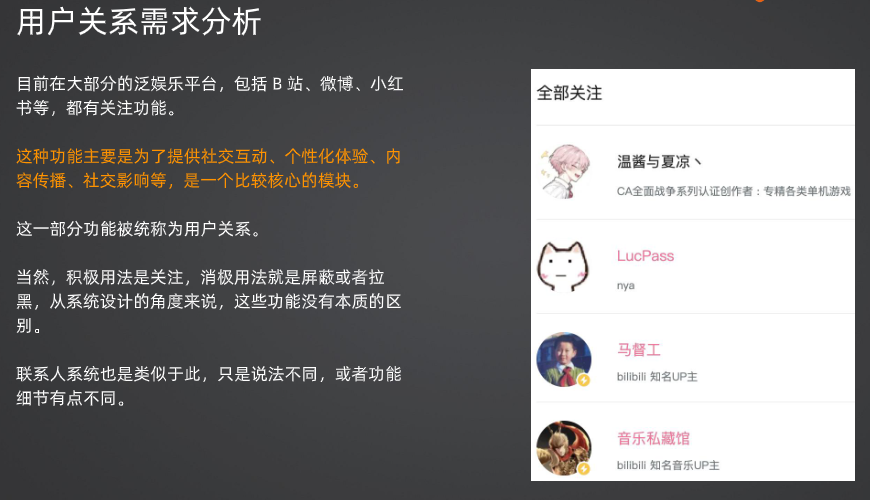 用户关系需求分析
目前在大部分的泛娱乐平台，包括 B 站、微博、小红
书等，都有关注功能。
这种功能主要是为了提供社交互动、个性化体验、内
容传播、社交影响等，是一个比较核心的模块。
这一部分功能被统称为用户关系。
当然，积极用法是关注，消极用法就是屏蔽或者拉
黑，从系统设计的角度来说，这些功能没有本质的区
别。
联系人系统也是类似于此，只是说法不同，或者功能
细节有点不同。
全部关注
温酱与夏凉丶
CA全面战争系列认证创作者：专精各类单机游戏
LucPass
nya
马督工
bilibili 知名UP主
音乐私藏馆
bilibili 知名音乐UP主